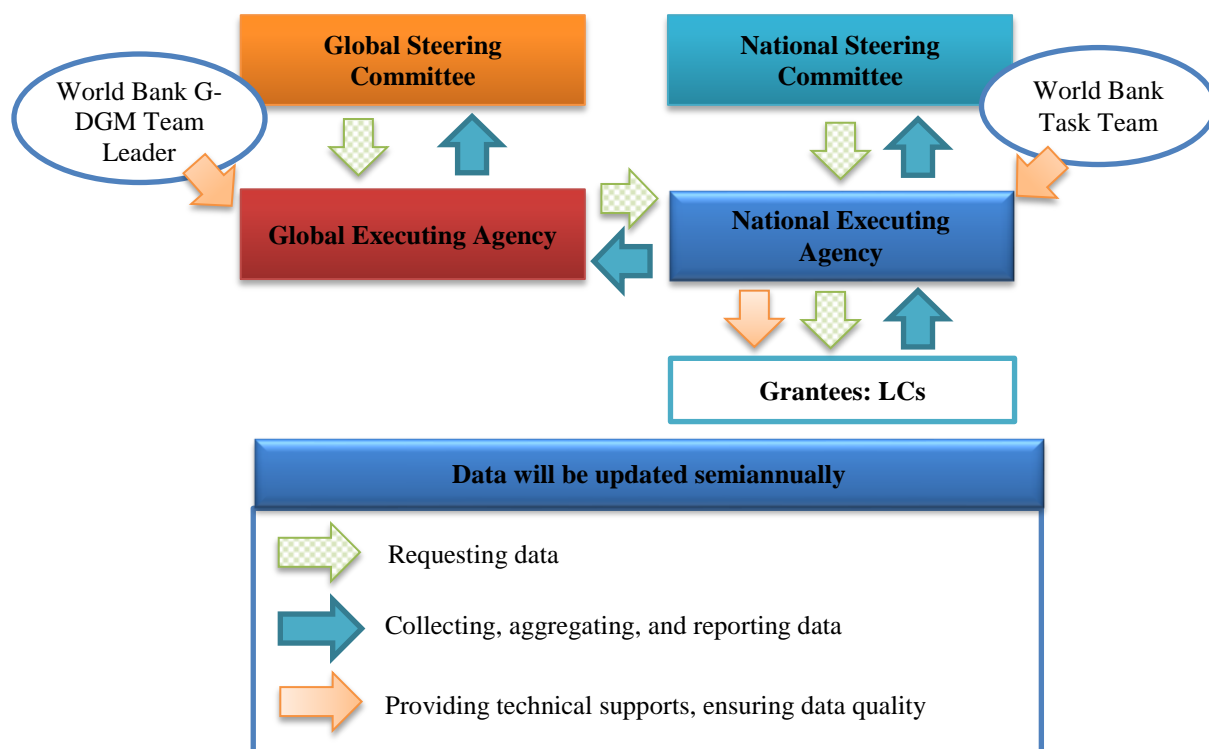 Global Steering
Committee
National Steering
Committee
World Bank G-
DGM Team
Leader
World Bank
Task Team
Global Executing Agency
National Executing
Agency
Grantees: LCs
Data will be updated semiannually
Requesting data
Collecting, aggregating, and reporting data
Providing technical supports, ensuring data quality